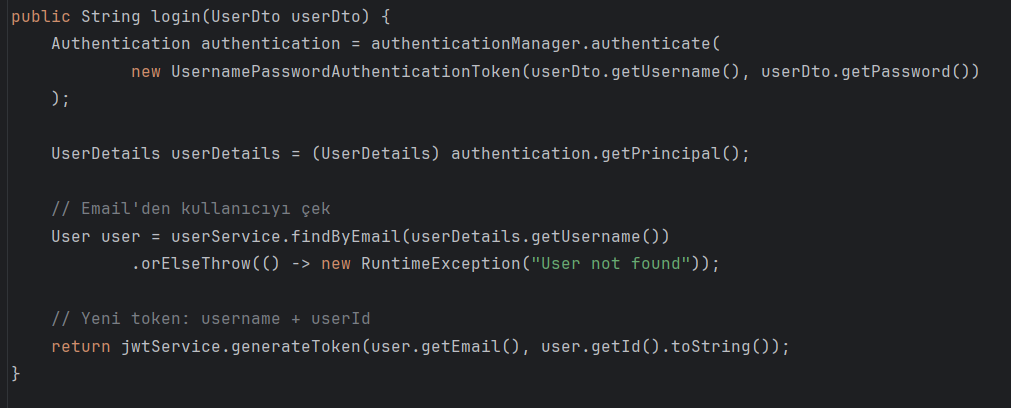 public String login(UserDto userDto) {
    Authentication authentication = authenticationManager.authenticate(
            new UsernamePasswordAuthenticationToken(userDto.getUsername(), userDto.getPassword())
    );
    UserDetails userDetails = (UserDetails) authentication.getPrincipal();
    // Email'den kullanıcıyı çek
    User user = userService.findByEmail(userDetails.getUsername())
            .orElseThrow(() -> new RuntimeException("User not found"));
    // Yeni token: username + userId
    return jwtService.generateToken(user.getEmail(), user.getId().toString());
}